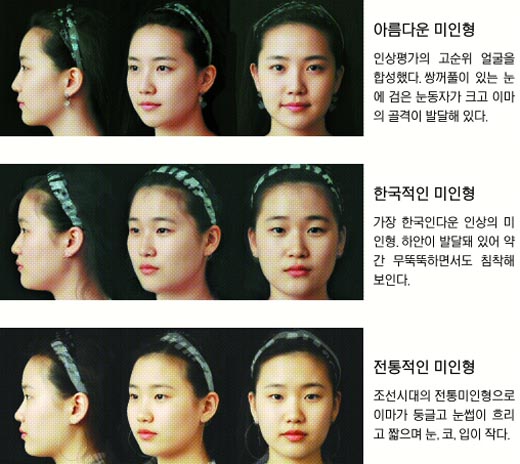 아름다운 미인형
인상평가의 고순위 얼굴을
합성했다. 쌍꺼풀이 있는 눈
에 검은 눈동자가 크고 이마
의 골격이 발달해 있다.
한국적인 미인형
가장 한국인다운 인상의 미
인형. 하안이 발달돼 있어 약
간 무뚝뚝하면서도 침착해
보인다.
전통적인 미인형
조선시대의 전통미인형으로
이마가 둥글고 눈썹이 흐리
고 짧으며 눈, 코, 입이 작다.